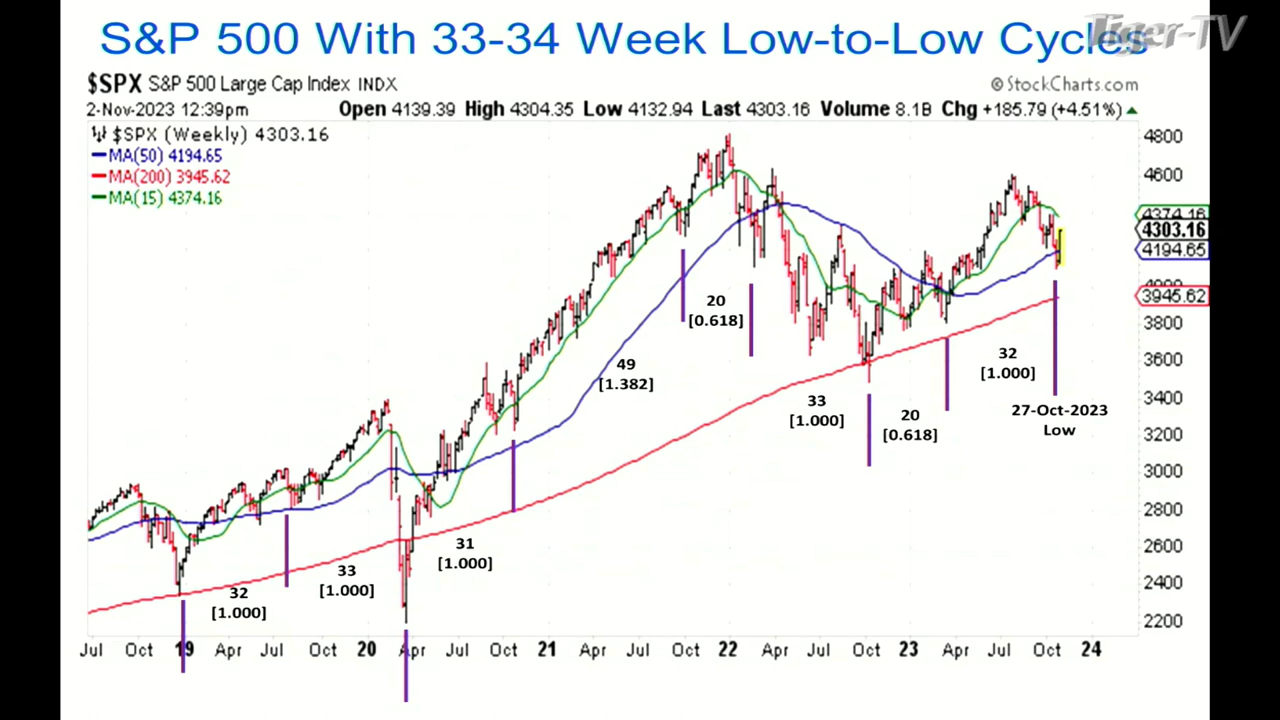 S&P 500 With 33-34 Week Low-to-Low Cycles
Tiger-TV
$SPX S&P 500 Large Cap Index INDX
© StockCharts.com
2-Nov-2023 12:39pm
Open 4139.39 High 4304.35 Low 4132.94 Last 4303.16 Volume 8.1B Chg +185.79 (+4.51%)
$SPX (Weekly) 4303.16
MA(50) 4194.65
MA(200) 3945.62
MA(15) 4374.16
4800
4600
4374.16
4303.16
4194.65
4000
3945.62
3800
3600
3400
3200
3000
2800
2600
2400
2200
20
[0.618]
49
[1.382]
32
[1.000]
33
[1.000]
20
[0.618]
27-Oct-2023
Low
31
[1.000]
33
[1.000]
32
[1.000]
Jul Oct 19 Apr Jul Oct 20 Apr Jul Oct 21 Apr Jul Oct 22 Apr Jul Oct 23 Apr Jul Oct 24